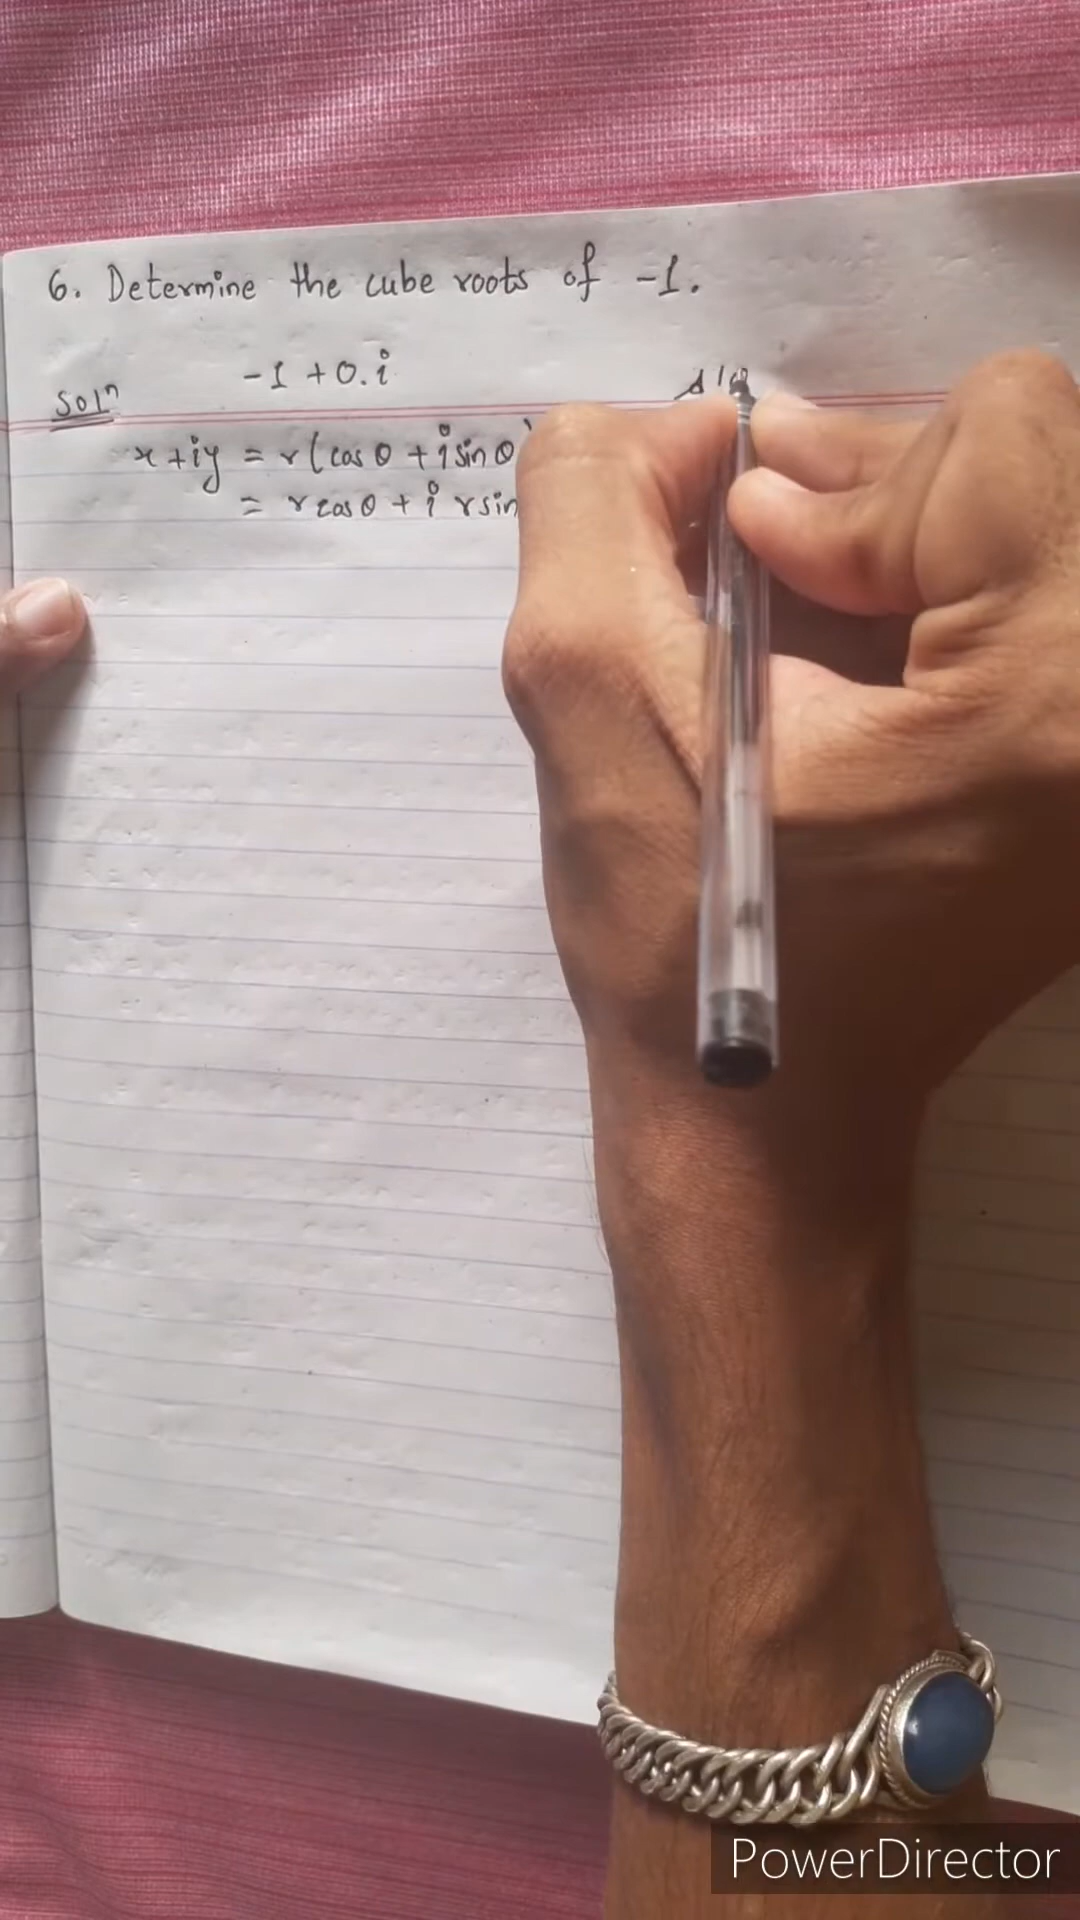 6. Determine the cube roots of -1.
Solⁿ
-1 + 0.i
x + iy = r(cos θ + i sin θ)
= r cos θ + i r sin
PowerDirector